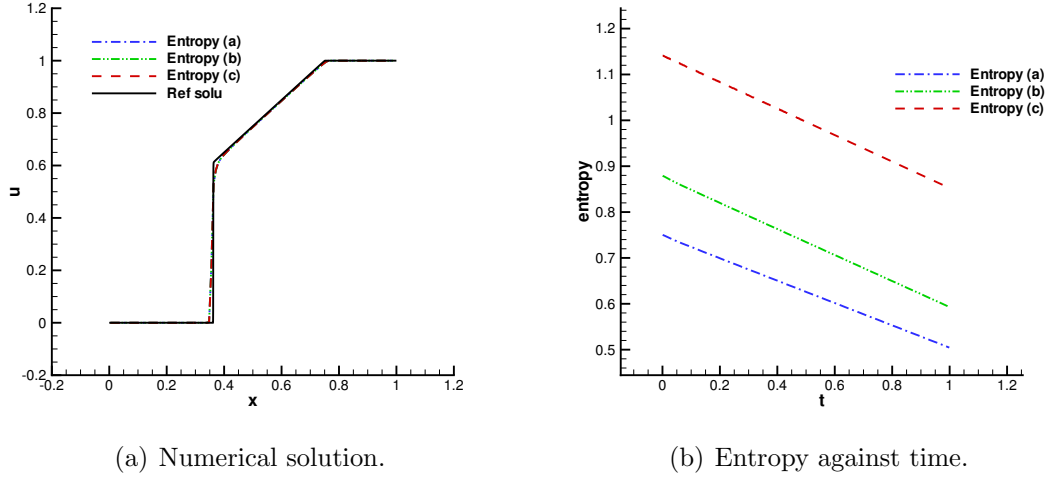 1.2
1
0.8
0.6
0.4
0.2
0
-0.2
u
Entropy (a)
Entropy (b)
Entropy (c)
Ref solu
-0.2 0 0.2 0.4 0.6 0.8 1 1.2
x
(a) Numerical solution.
1.2
1.1
1
0.9
0.8
0.7
0.6
0.5
entropy
Entropy (a)
Entropy (b)
Entropy (c)
0 0.2 0.4 0.6 0.8 1 1.2
t
(b) Entropy against time.